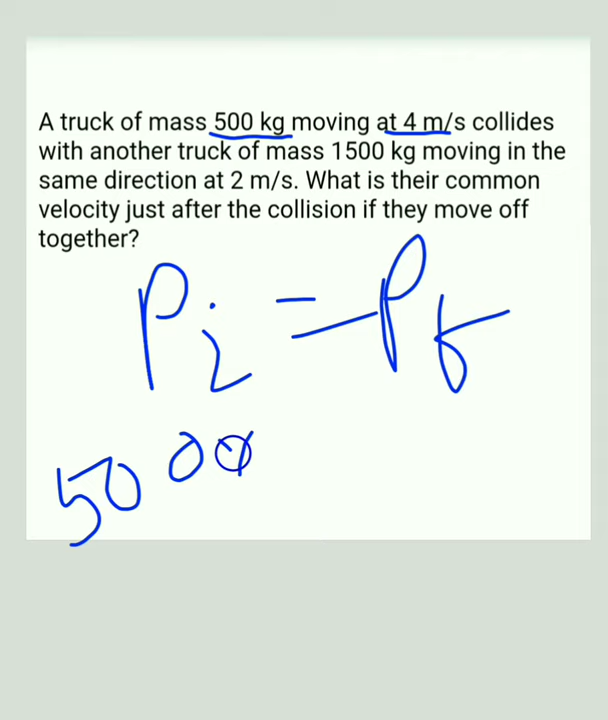 A truck of mass 500 kg moving at 4 m/s collides
with another truck of mass 1500 kg moving in the
same direction at 2 m/s. What is their common
velocity just after the collision if they move off
together?
Pi = Pf
500